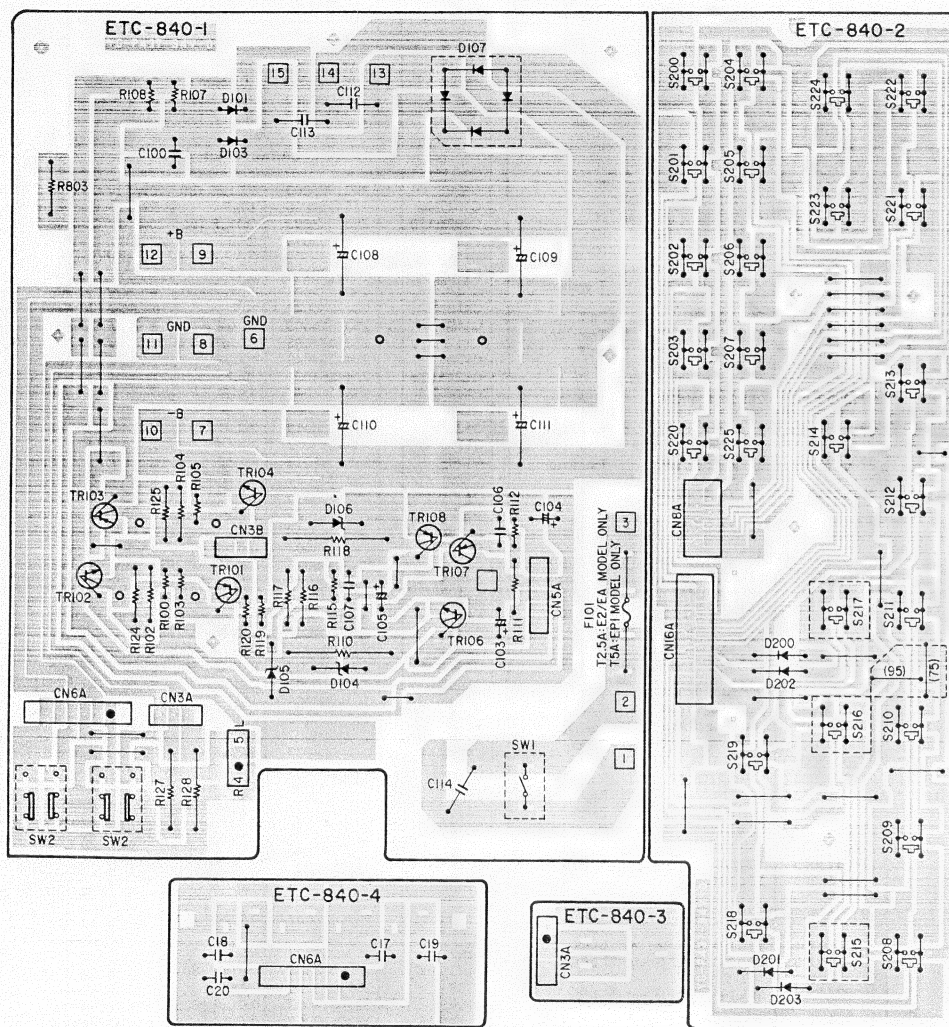 ETC-840-1
D107
15
14
13
R108
R107
D101
C112
C113
C100
D103
R803
+B
12
9
C108
C109
GND
GND
11
8
6
-B
10
7
C110
C111
TR103
R125
R104
R105
TR104
D106
TR108
C106
R112
C104
3
CN3B
R118
TR107
TR102
R124
R102
R100
R103
TR101
R120
R119
R117
R116
R115
C107
C105
R110
D105
D104
TR106
C103
R111
CN5A
F101
T2.5A-E2/EA MODEL ONLY
T5A-EP1 MODEL ONLY
2
1
CN6A
CN3A
L
5
4
R
SW2
SW2
R127
R128
C114
SW1
ETC-840-2
S200
S204
S224
S222
S201
S205
S223
S221
S202
S206
S203
S207
S213
S220
S225
S214
CN8A
S212
CN16A
S217
S211
D200
D202
(95)
(75)
S216
S210
S219
S209
S218
S215
S208
D201
D203
ETC-840-4
C18
C17
C19
CN6A
C20
ETC-840-3
CN3A